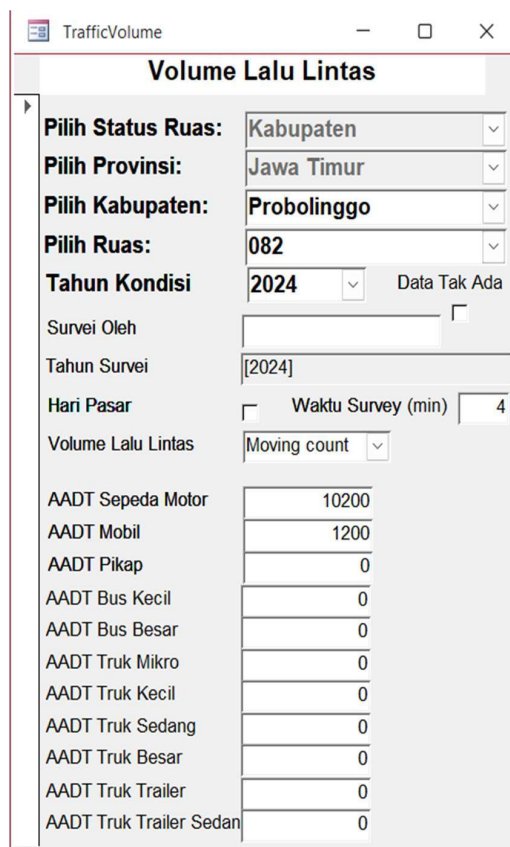 TrafficVolume
Volume Lalu Lintas
Pilih Status Ruas: Kabupaten
Pilih Provinsi: Jawa Timur
Pilih Kabupaten: Probolinggo
Pilih Ruas: 082
Tahun Kondisi 2024 Data Tak Ada
Survei Oleh
Tahun Survei [2024]
Hari Pasar Waktu Survey (min) 4
Volume Lalu Lintas Moving count
AADT Sepeda Motor 10200
AADT Mobil 1200
AADT Pikap 0
AADT Bus Kecil 0
AADT Bus Besar 0
AADT Truk Mikro 0
AADT Truk Kecil 0
AADT Truk Sedang 0
AADT Truk Besar 0
AADT Truk Trailer 0
AADT Truk Trailer Sedan 0